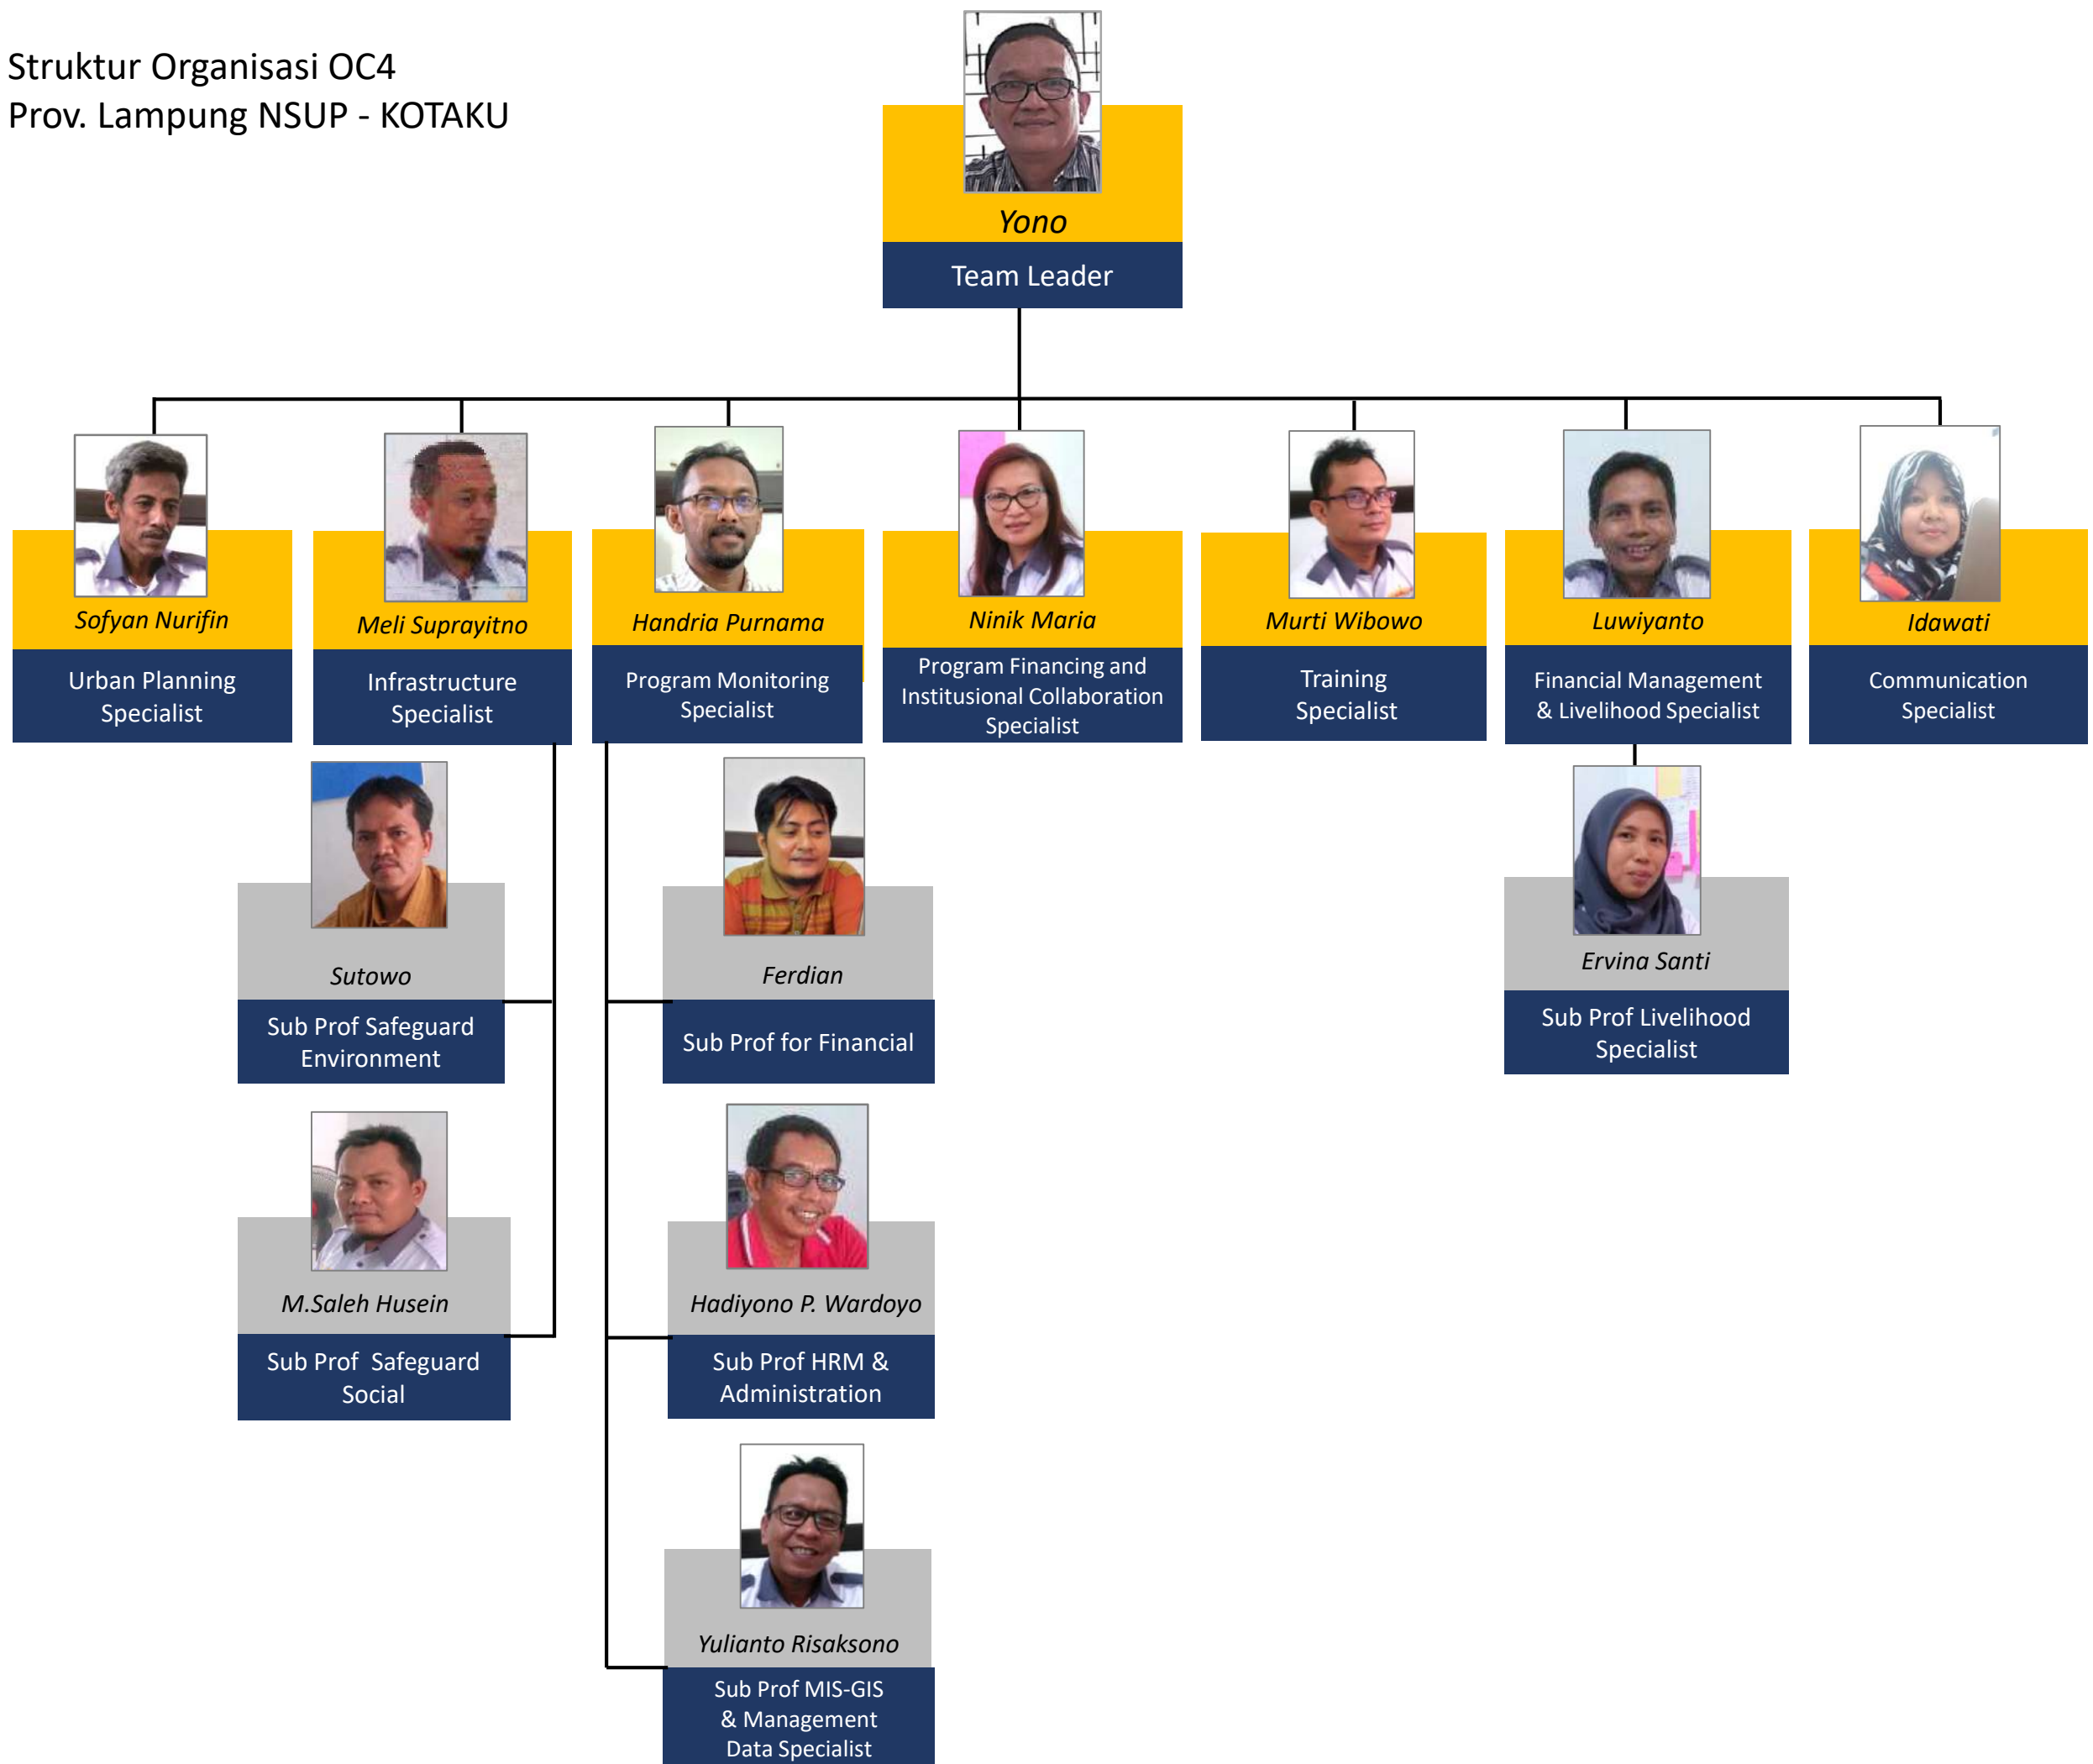 Struktur Organisasi OC4
Prov. Lampung NSUP - KOTAKU
Yono
Team Leader
Sofyan Nurifin
Urban Planning
Specialist
Meli Suprayitno
Infrastructure
Specialist
Handria Purnama
Program Monitoring
Specialist
Ninik Maria
Program Financing and
Institusional Collaboration
Specialist
Murti Wibowo
Training
Specialist
Luwiyanto
Financial Management
& Livelihood Specialist
Idawati
Communication
Specialist
Sutowo
Sub Prof Safeguard
Environment
Ferdian
Sub Prof for Financial
Ervina Santi
Sub Prof Livelihood
Specialist
M.Saleh Husein
Sub Prof  Safeguard
Social
Hadiyono P. Wardoyo
Sub Prof HRM &
Administration
Yulianto Risaksono
Sub Prof MIS-GIS
& Management
Data Specialist